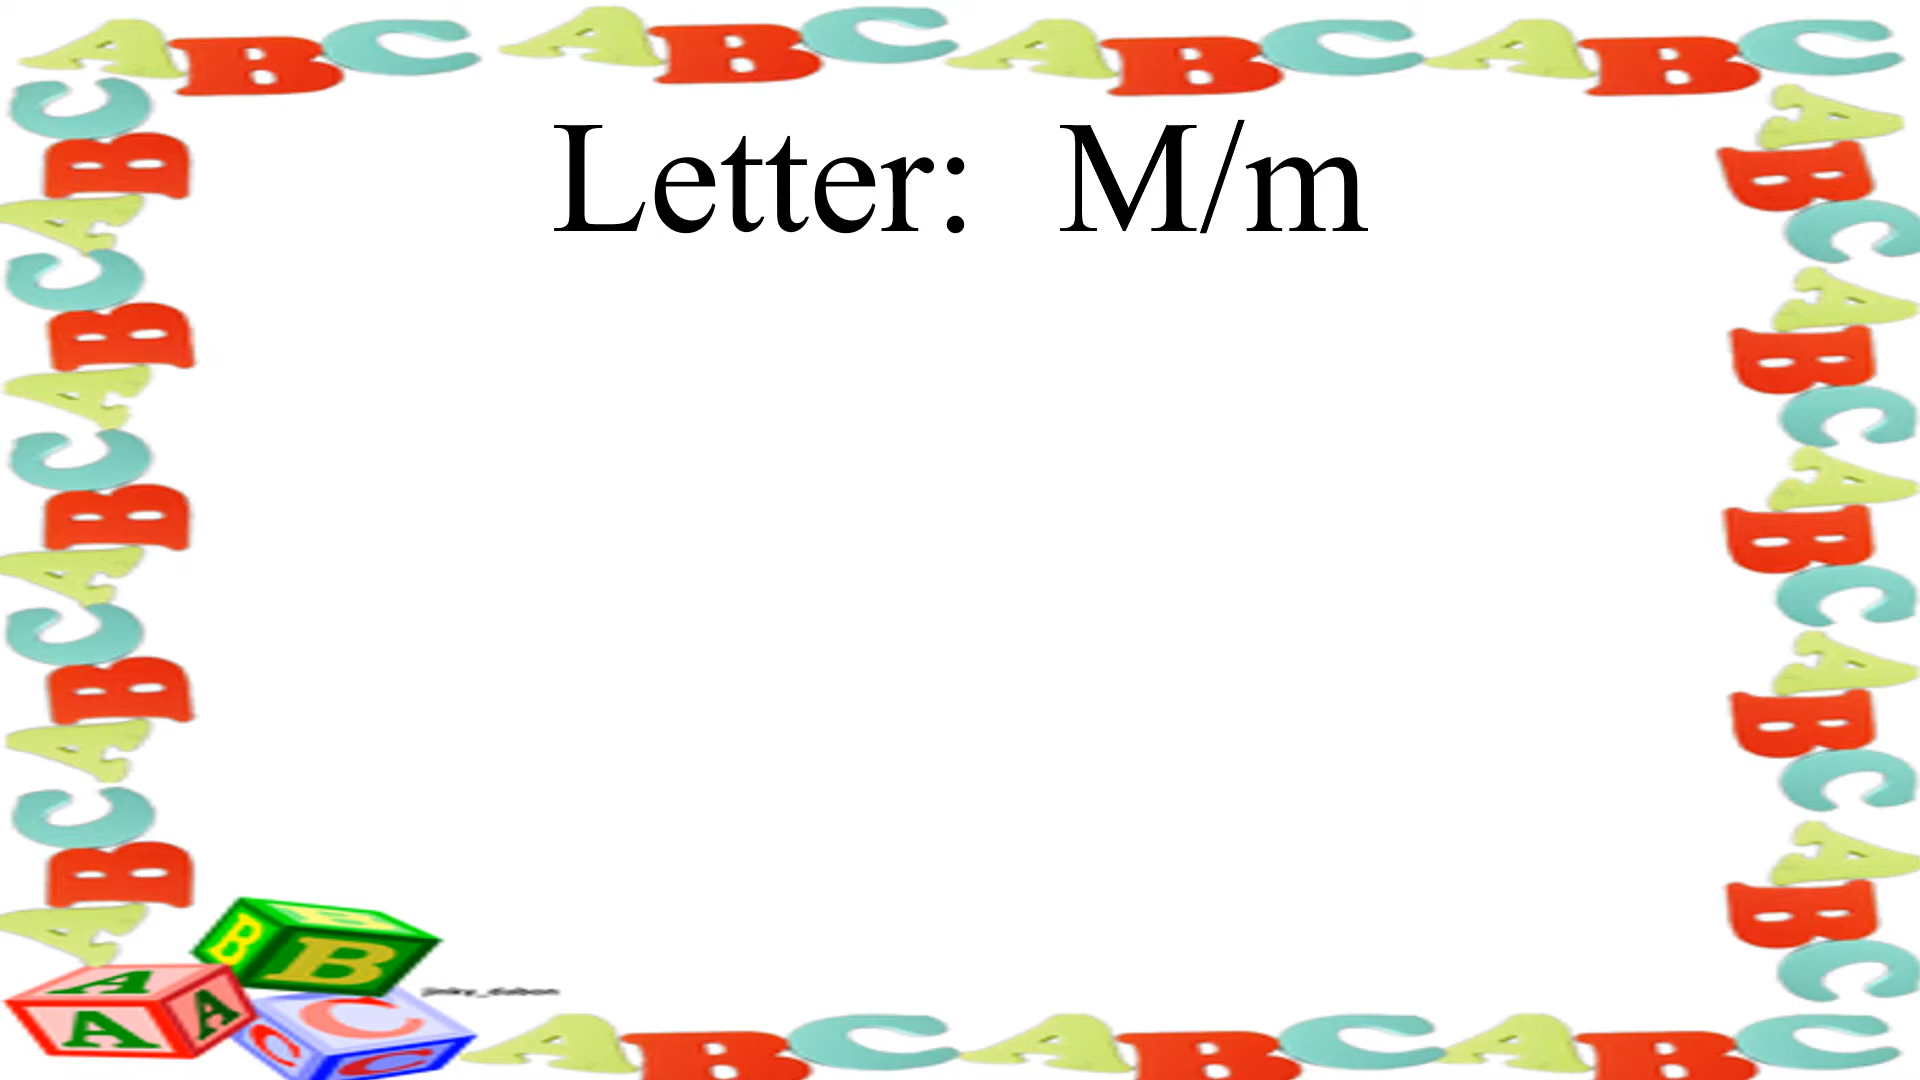 A B C A B C A B C A B C
Letter: M/m
C B A C B A C B A C B A C B A
A B C A B C A B C A B C A B C
B B
A A A
C C C
A B C A B C A B C